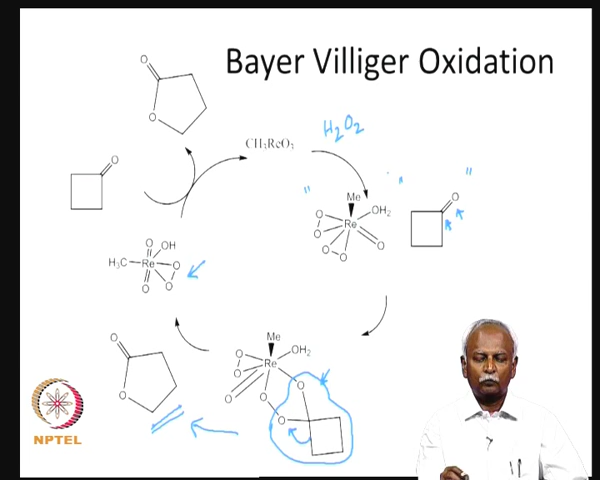 Bayer Villiger Oxidation
O
O
H₂O₂
CH₃ReO₃
O
" "
Me
O
OH₂
O
Re
O
O
O
O
O OH
H₃C-Re-O
O O
Me
O
OH₂
O
Re
O
O
O
O
O
O
NPTEL